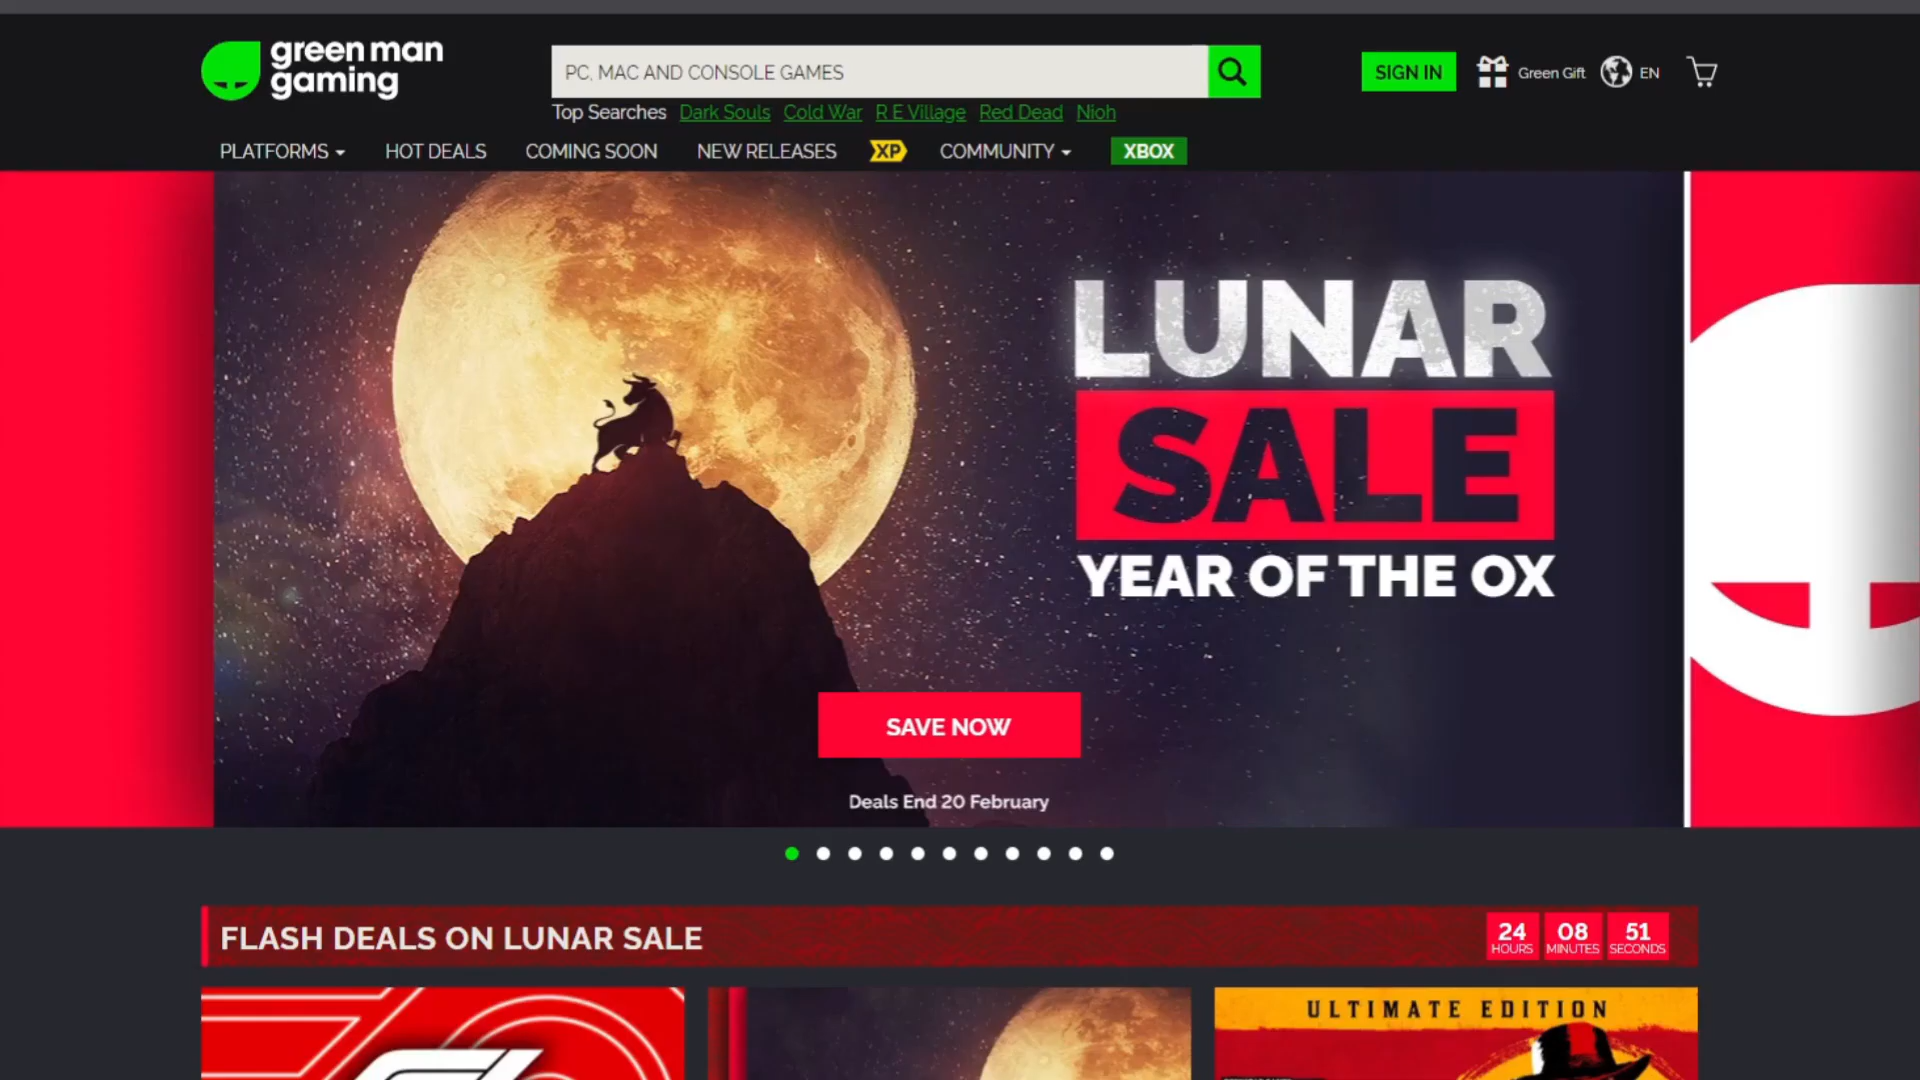 green man
gaming
PC, MAC AND CONSOLE GAMES
SIGN IN
Green Gift
EN
Top Searches Dark Souls Cold War R E Village Red Dead Nioh
PLATFORMS HOT DEALS COMING SOON NEW RELEASES XP COMMUNITY XBOX
LUNAR
SALE
YEAR OF THE OX
SAVE NOW
Deals End 20 February
FLASH DEALS ON LUNAR SALE
24 08 51
HOURS MINUTES SECONDS
ULTIMATE EDITION